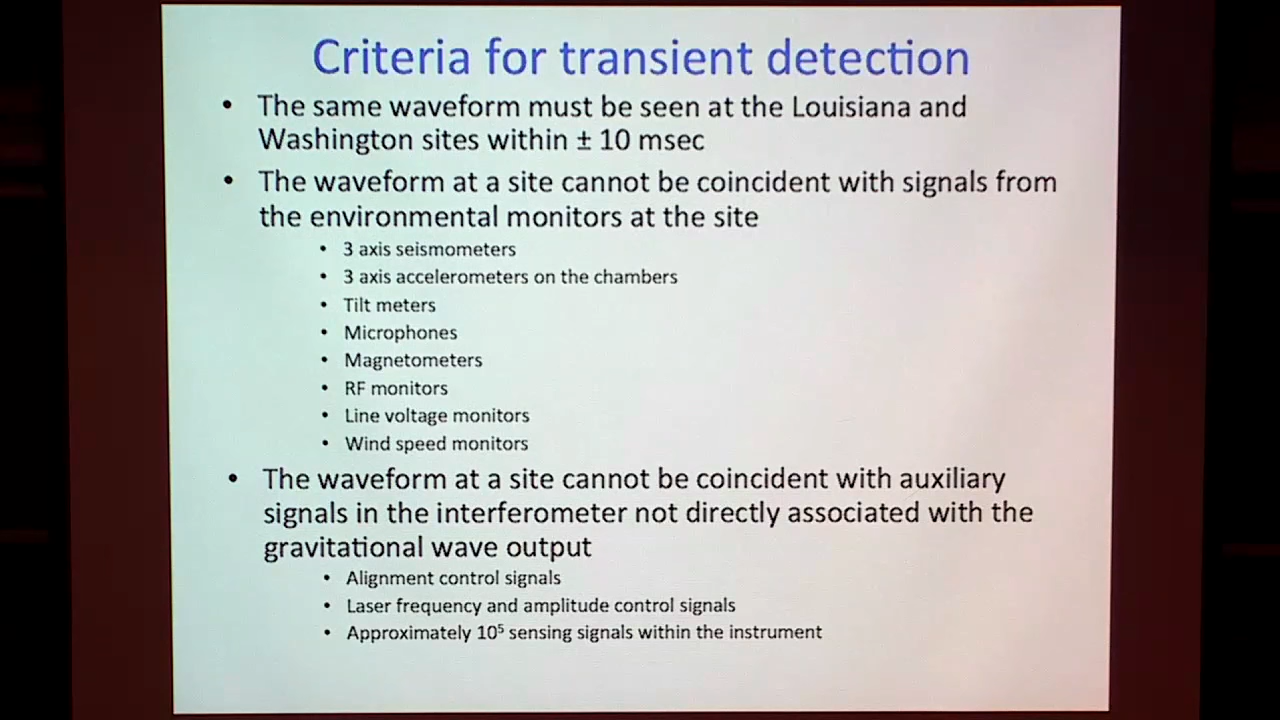 Criteria for transient detection
• The same waveform must be seen at the Louisiana and
Washington sites within ± 10 msec
• The waveform at a site cannot be coincident with signals from
the environmental monitors at the site
• 3 axis seismometers
• 3 axis accelerometers on the chambers
• Tilt meters
• Microphones
• Magnetometers
• RF monitors
• Line voltage monitors
• Wind speed monitors
• The waveform at a site cannot be coincident with auxiliary
signals in the interferometer not directly associated with the
gravitational wave output
• Alignment control signals
• Laser frequency and amplitude control signals
• Approximately 10⁵ sensing signals within the instrument